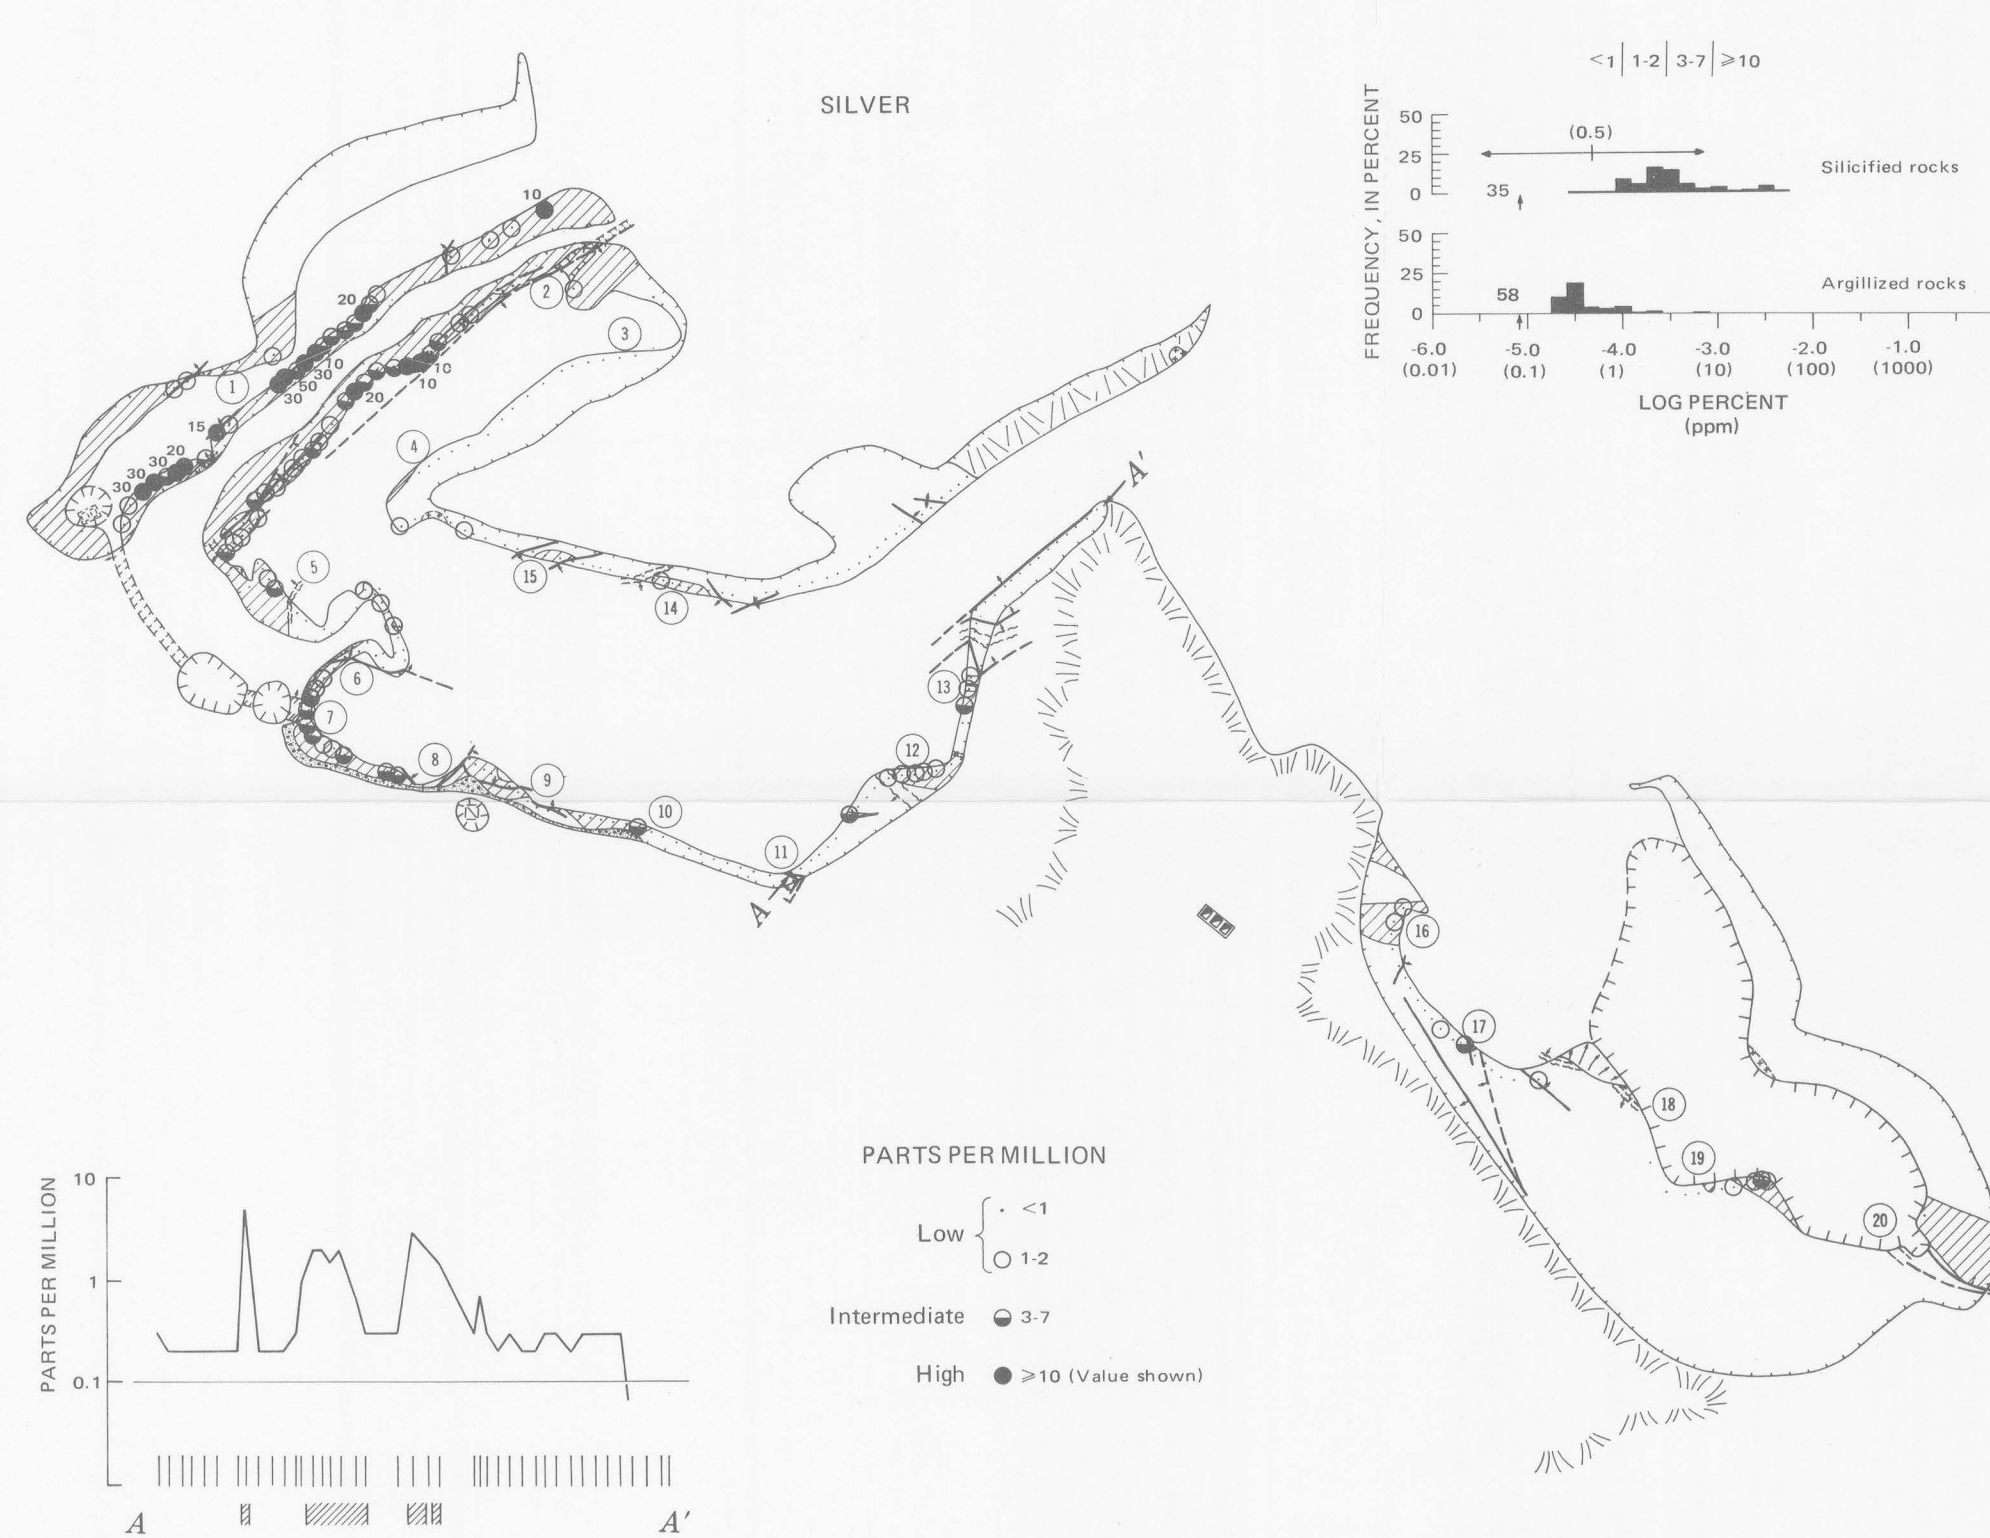 SILVER
<1 | 1-2 | 3-7 | ⩾10
FREQUENCY, IN PERCENT
50
25
0
(0.5)
35
Silicified rocks
50
25
0
58
Argillized rocks
-6.0 -5.0 -4.0 -3.0 -2.0 -1.0
(0.01) (0.1) (1) (10) (100) (1000)
LOG PERCENT
(ppm)
10
20
10
30
50
30
15
20
30
30
30
10
10
20
1
2
3
4
5
6
7
8
9
10
11
12
13
14
15
16
17
18
19
20
A
A'
PARTS PER MILLION
Low
<1
1-2
Intermediate 3-7
High ⩾10 (Value shown)
PARTS PER MILLION
10
1
0.1
A A'